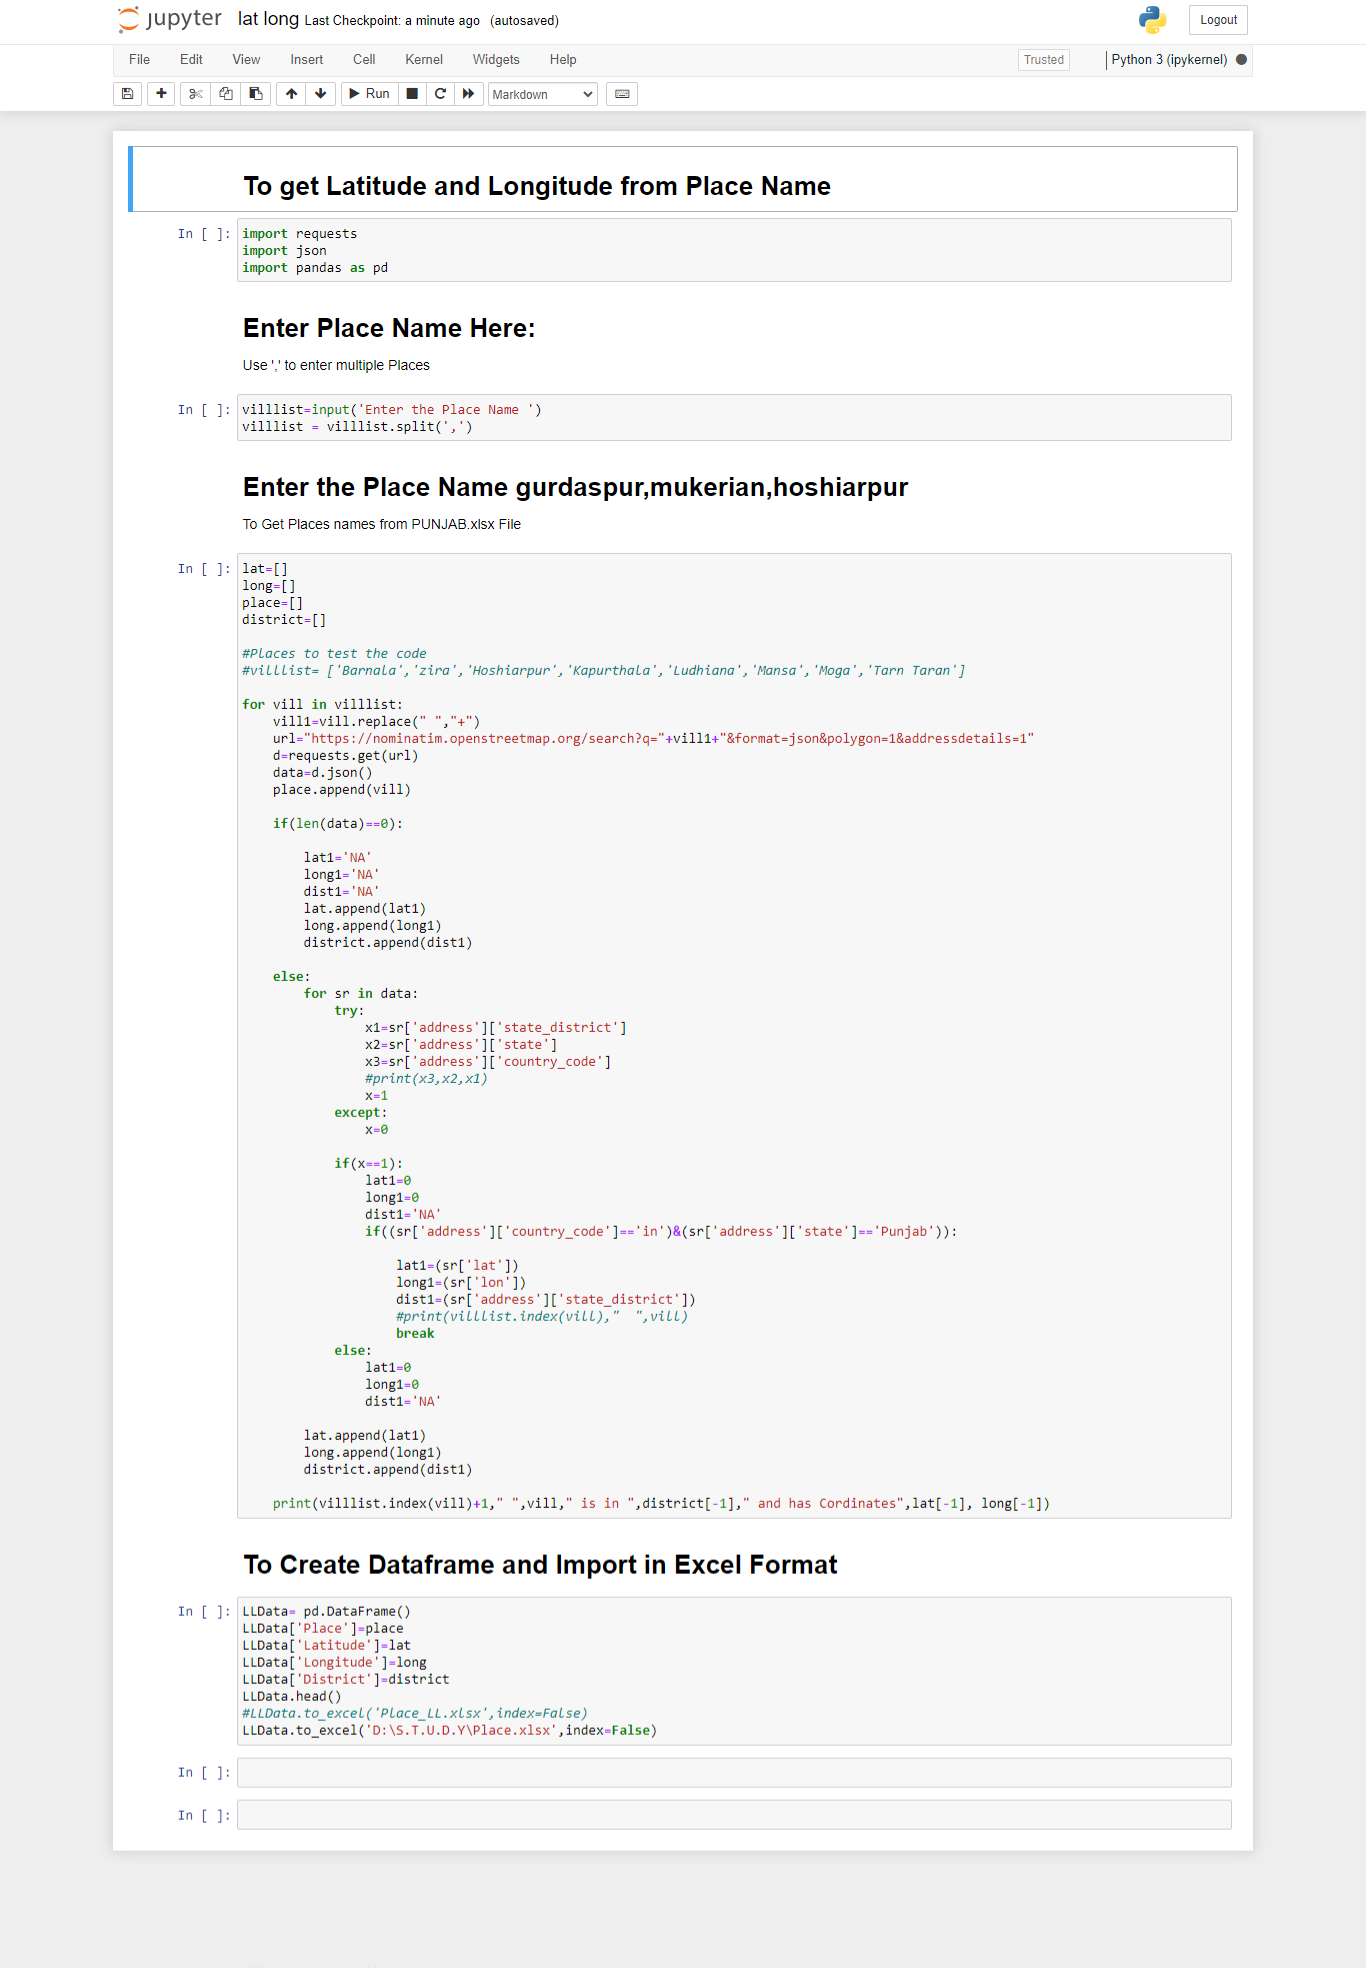 jupyter lat long Last Checkpoint: a minute ago (autosaved) Logout
File Edit View Insert Cell Kernel Widgets Help Trusted Python 3 (ipykernel)
Run Markdown
To get Latitude and Longitude from Place Name
In [ ]: import requests
import json
import pandas as pd
Enter Place Name Here:
Use ',' to enter multiple Places
In [ ]: villlist=input('Enter the Place Name ')
villlist = villlist.split(',')
Enter the Place Name gurdaspur,mukerian,hoshiarpur
To Get Places names from PUNJAB.xlsx File
In [ ]: lat=[]
long=[]
place=[]
district=[]
#Places to test the code
#villlist= ['Barnala','zira','Hoshiarpur','Kapurthala','Ludhiana','Mansa','Moga','Tarn Taran']
for vill in villlist:
    vill1=vill.replace(" ","+")
    url="https://nominatim.openstreetmap.org/search?q="+vill1+"&format=json&polygon=1&addressdetails=1"
    d=requests.get(url)
    data=d.json()
    place.append(vill)
    if(len(data)==0):
        lat1='NA'
        long1='NA'
        dist1='NA'
        lat.append(lat1)
        long.append(long1)
        district.append(dist1)
    else:
        for sr in data:
            try:
                x1=sr['address']['state_district']
                x2=sr['address']['state']
                x3=sr['address']['country_code']
                #print(x3,x2,x1)
                x=1
            except:
                x=0
            if(x==1):
                lat1=0
                long1=0
                dist1='NA'
                if((sr['address']['country_code']=='in')&(sr['address']['state']=='Punjab')):
                    lat1=(sr['lat'])
                    long1=(sr['lon'])
                    dist1=(sr['address']['state_district'])
                    #print(villlist.index(vill),"  ",vill)
                    break
            else:
                lat1=0
                long1=0
                dist1='NA'
        lat.append(lat1)
        long.append(long1)
        district.append(dist1)
    print(villlist.index(vill)+1," ",vill," is in ",district[-1]," and has Cordinates",lat[-1], long[-1])
To Create Dataframe and Import in Excel Format
In [ ]: LLData= pd.DataFrame()
LLData['Place']=place
LLData['Latitude']=lat
LLData['Longitude']=long
LLData['District']=district
LLData.head()
#LLData.to_excel('Place_LL.xlsx',index=False)
LLData.to_excel('D:\S.T.U.D.Y\Place.xlsx',index=False)
In [ ]:
In [ ]: